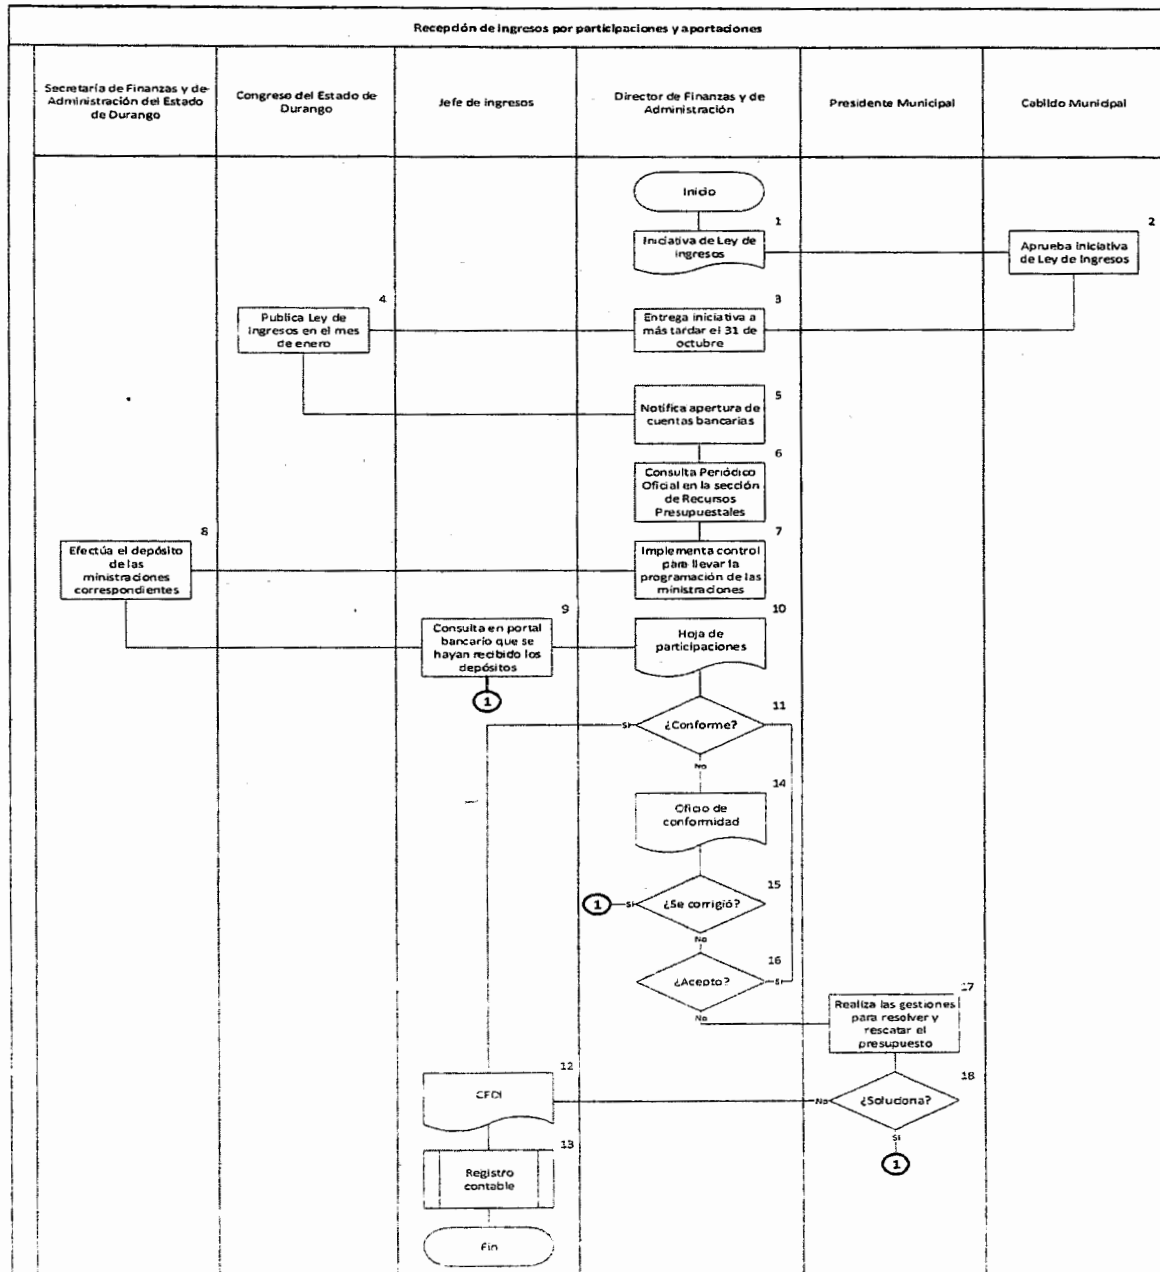 Recepción de ingresos por participaciones y aportaciones
Secretaría de Finanzas y de
Administración del Estado
de Durango
Congreso del Estado de
Durango
Jefe de ingresos
Director de Finanzas y de
Administración
Presidente Municipal
Cabildo Municipal
Inicio
1
Iniciativa de Ley de
ingresos
2
Aprueba iniciativa
de Ley de Ingresos
3
Entrega iniciativa a
más tardar el 31 de
octubre
4
Publica Ley de
ingresos en el mes
de enero
5
Notifica apertura de
cuentas bancarias
6
Consulta Periódico
Oficial en la sección
de Recursos
Presupuestales
7
Implementa control
para llevar la
programación de las
ministraciones
8
Efectúa el depósito
de las
ministraciones
correspondientes
9
Consulta en portal
bancario que se
hayan recibido los
depósitos
1
10
Hoja de
participaciones
11
¿Conforme?
Si
No
14
Oficio de
conformidad
15
¿Se corrigió?
Si
1
No
16
¿Acepto?
Si
No
17
Realiza las gestiones
para resolver y
rescatar el
presupuesto
18
¿Soluciona?
No
Si
1
12
CFDI
13
Registro
contable
Fin